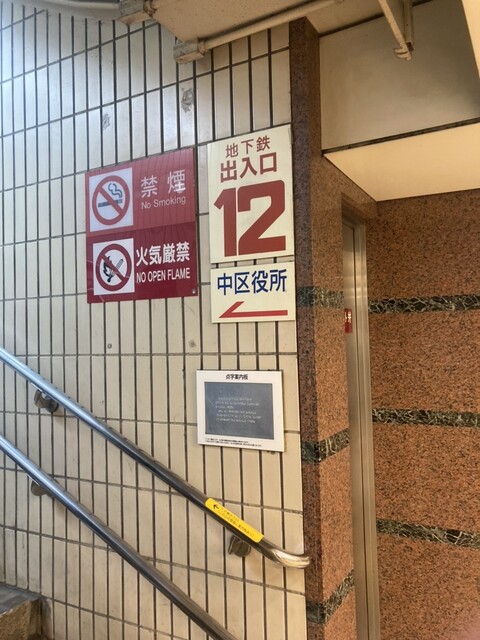 禁煙
No Smoking
火気厳禁
NO OPEN FLAME
地下鉄
出入口
12
中区役所
点字案内板